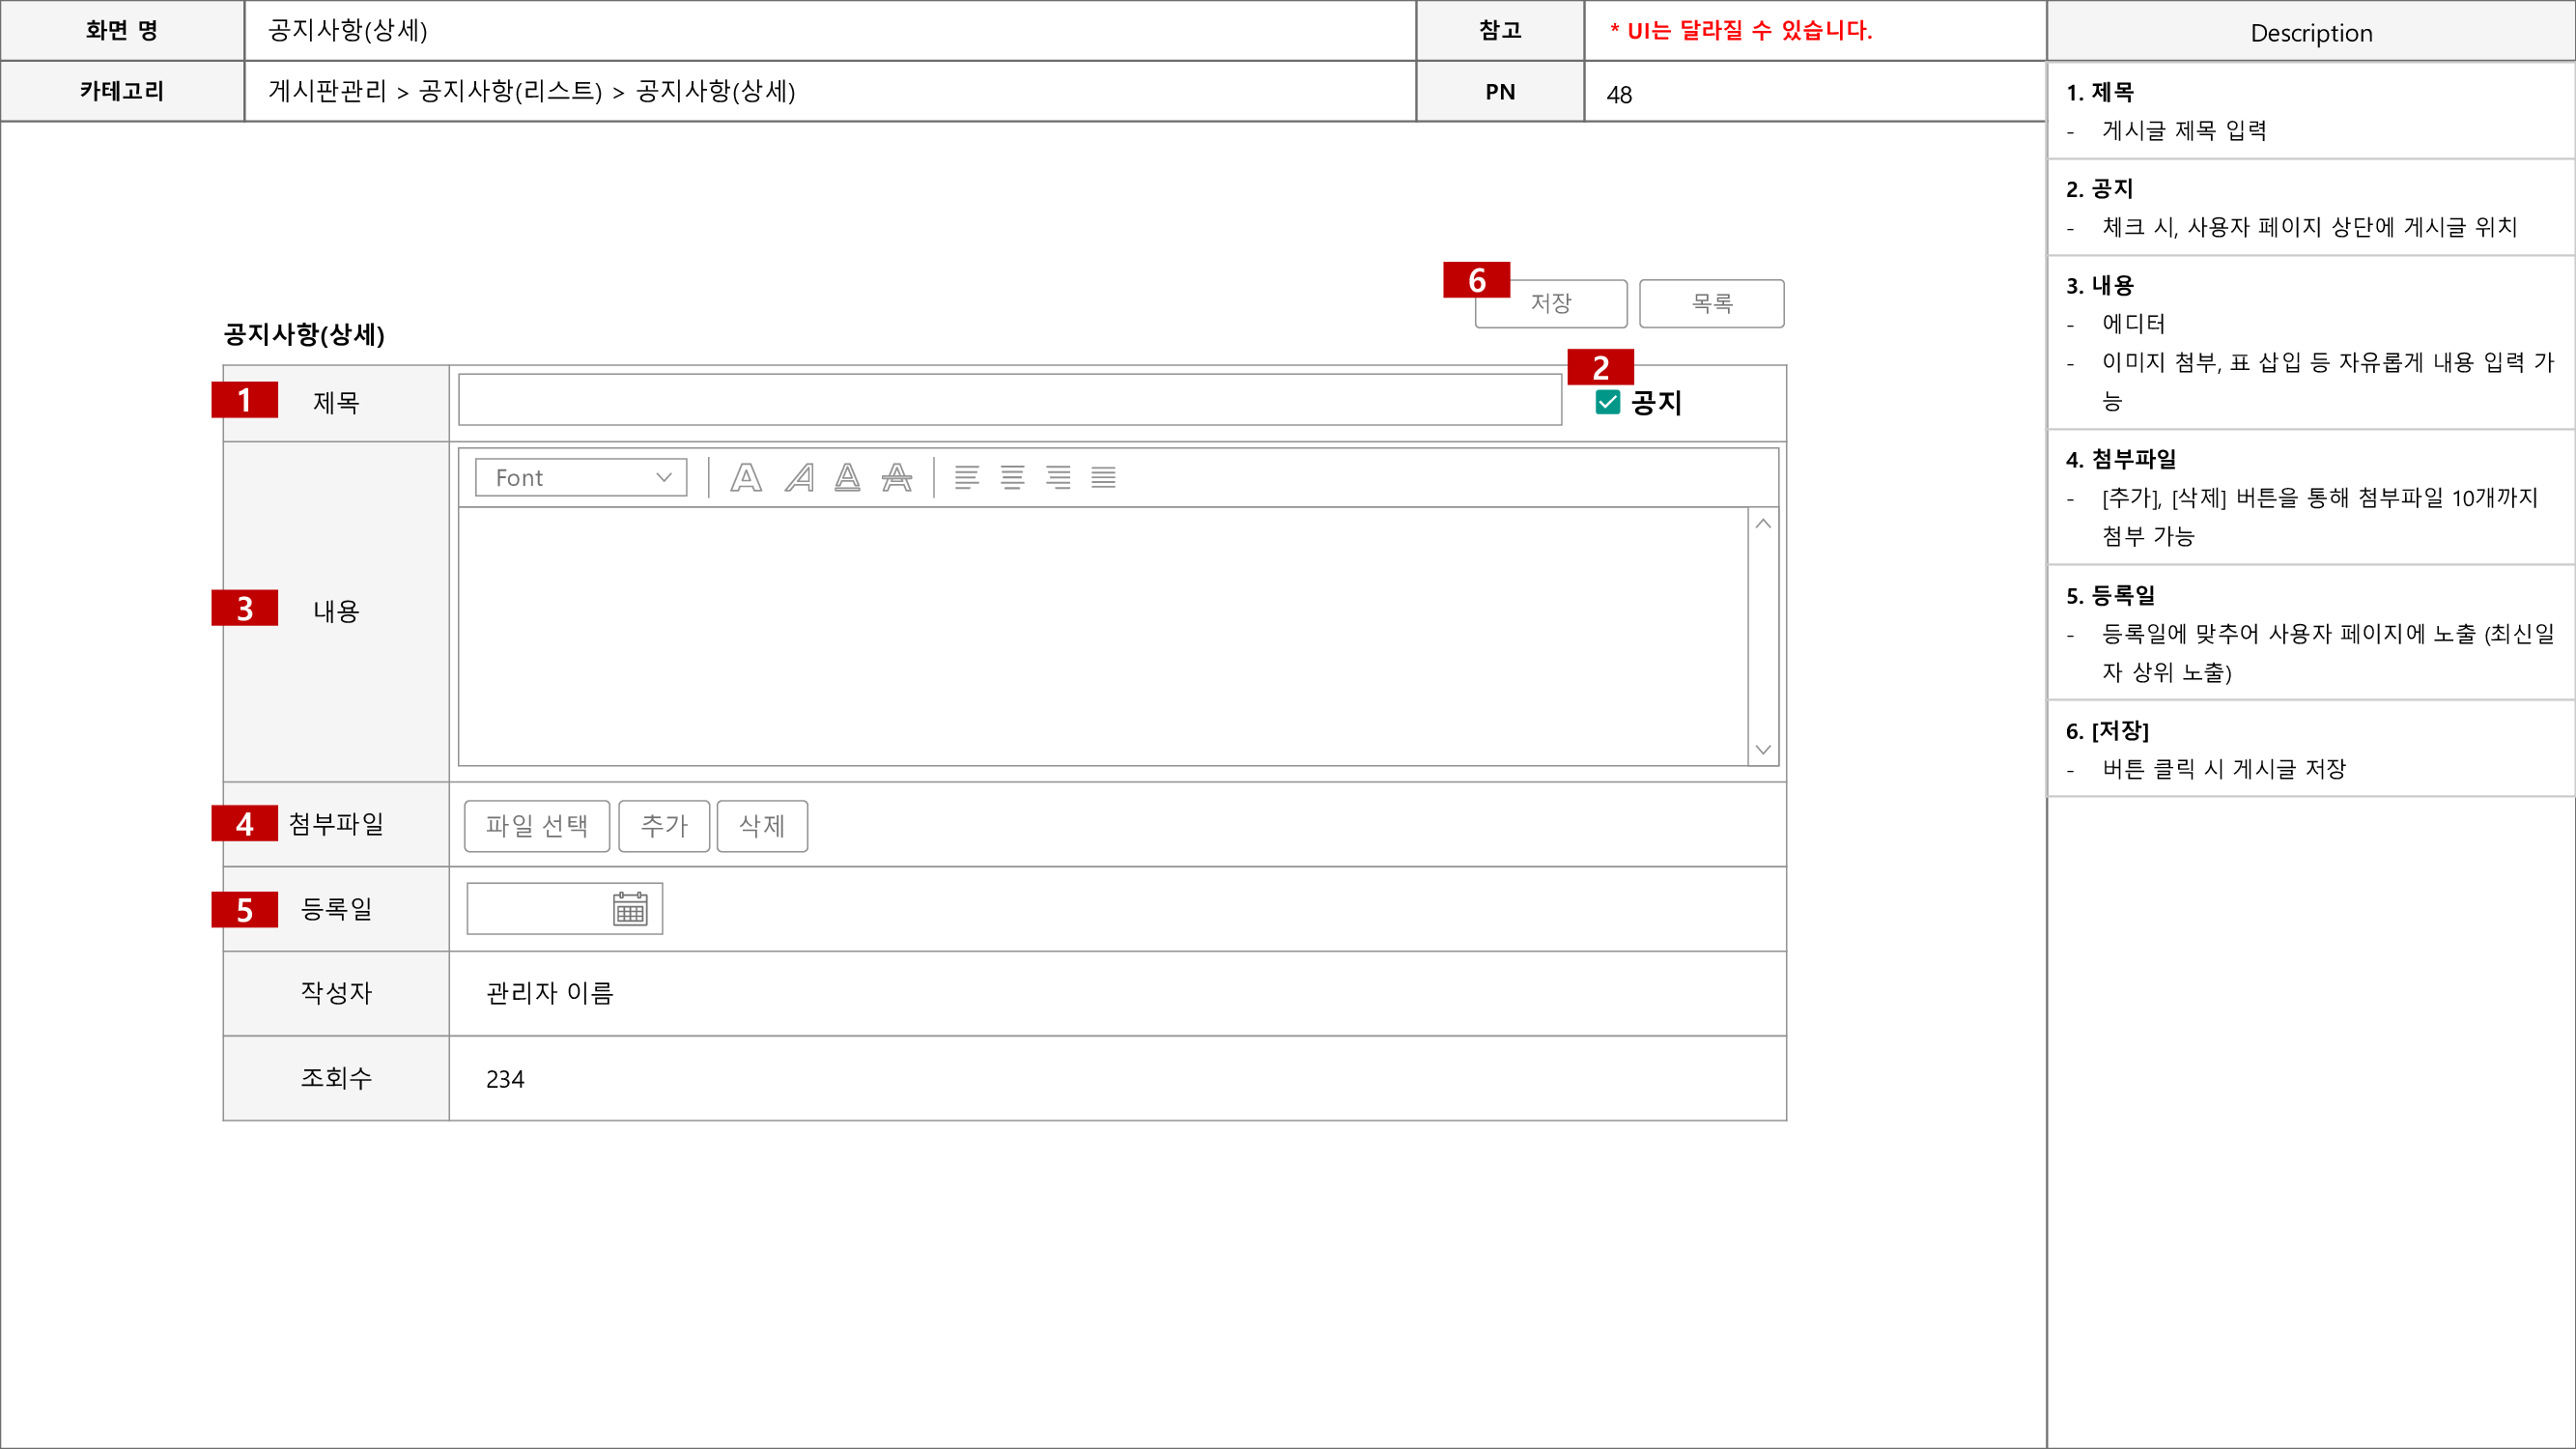 화면 명
공지사항(상세)
참고
* UI는 달라질 수 있습니다.
카테고리
게시판관리 > 공지사항(리스트) > 공지사항(상세)
PN
48
6
저장
목록
공지사항(상세)
1
제목
2
공지
Font
A A A A
3
내용
4
첨부파일
파일 선택
추가
삭제
5
등록일
작성자
관리자 이름
조회수
234
Description
1. 제목
- 게시글 제목 입력
2. 공지
- 체크 시, 사용자 페이지 상단에 게시글 위치
3. 내용
- 에디터
- 이미지 첨부, 표 삽입 등 자유롭게 내용 입력 가
능
4. 첨부파일
- [추가], [삭제] 버튼을 통해 첨부파일 10개까지
첨부 가능
5. 등록일
- 등록일에 맞추어 사용자 페이지에 노출 (최신일
자 상위 노출)
6. [저장]
- 버튼 클릭 시 게시글 저장